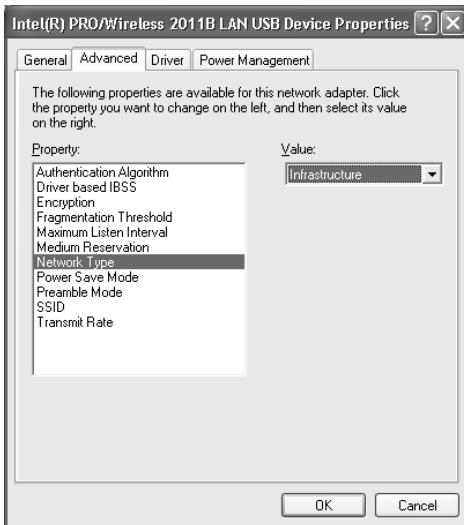 Intel(R) PRO/Wireless 2011B LAN USB Device Properties
General Advanced Driver Power Management
The following properties are available for this network adapter. Click
the property you want to change on the left, and then select its value
on the right.
Property: Value:
Authentication Algorithm Infrastructure
Driver based IBSS
Encryption
Fragmentation Threshold
Maximum Listen Interval
Medium Reservation
Network Type
Power Save Mode
Preamble Mode
SSID
Transmit Rate
OK Cancel